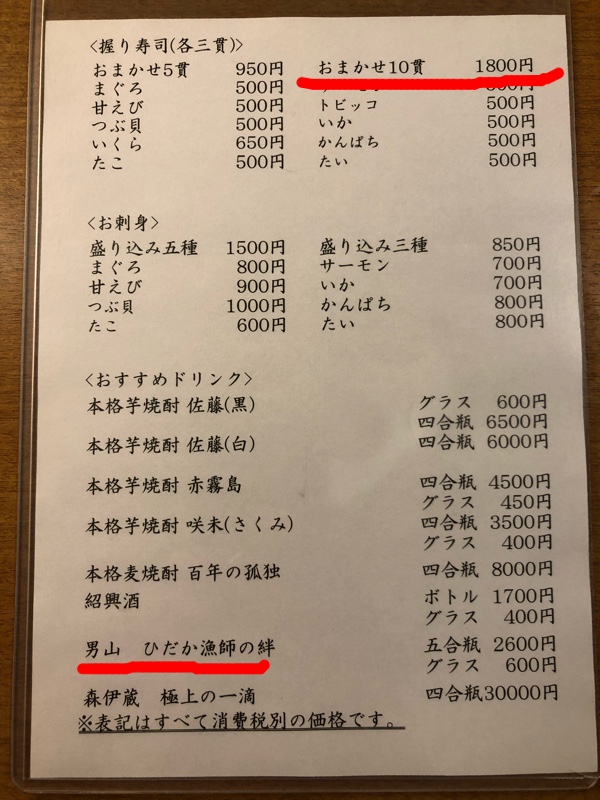 <握り寿司(各三貫)>
おまかせ5貫 950円 おまかせ10貫 1800円
まぐろ 500円 500円
甘えび 500円 トビッコ 500円
つぶ貝 500円 いか 500円
いくら 650円 かんぱち 500円
たこ 500円 たい 500円
<お刺身>
盛り込み五種 1500円 盛り込み三種 850円
まぐろ 800円 サーモン 700円
甘えび 900円 いか 700円
つぶ貝 1000円 かんぱち 800円
たこ 600円 たい 800円
<おすすめドリンク>
本格芋焼酎 佐藤(黒) グラス 600円
四合瓶 6500円
本格芋焼酎 佐藤(白) 四合瓶 6000円
本格芋焼酎 赤霧島 四合瓶 4500円
グラス 450円
本格芋焼酎 咲未(さくみ) 四合瓶 3500円
グラス 400円
本格麦焼酎 百年の孤独 四合瓶 8000円
紹興酒 ボトル 1700円
グラス 400円
男山 ひだか漁師の絆 五合瓶 2600円
グラス 600円
森伊蔵 極上の一滴 四合瓶30000円
※表記はすべて消費税別の価格です。